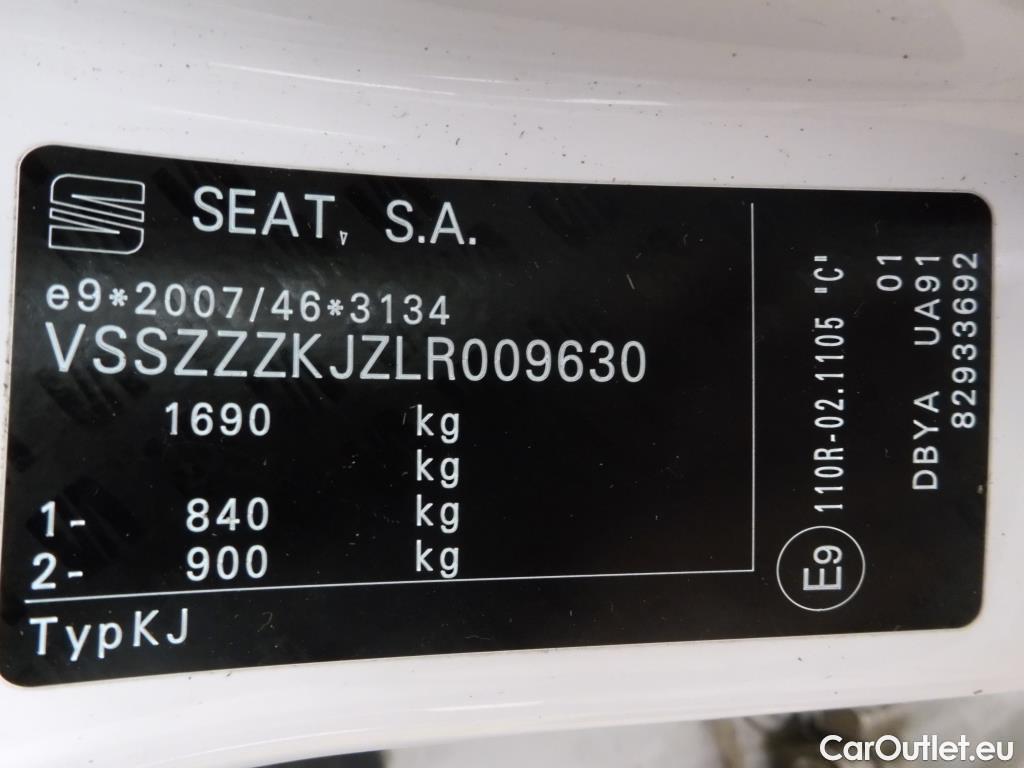 SEAT, S.A.
e9*2007/46*3134
VSSZZZKJZLR009630
1690 kg
kg
1- 840 kg
2- 900 kg
TypKJ
E9 110R-02.1105 "C"
01
DBYA UA91
82933692
CarOutlet.eu